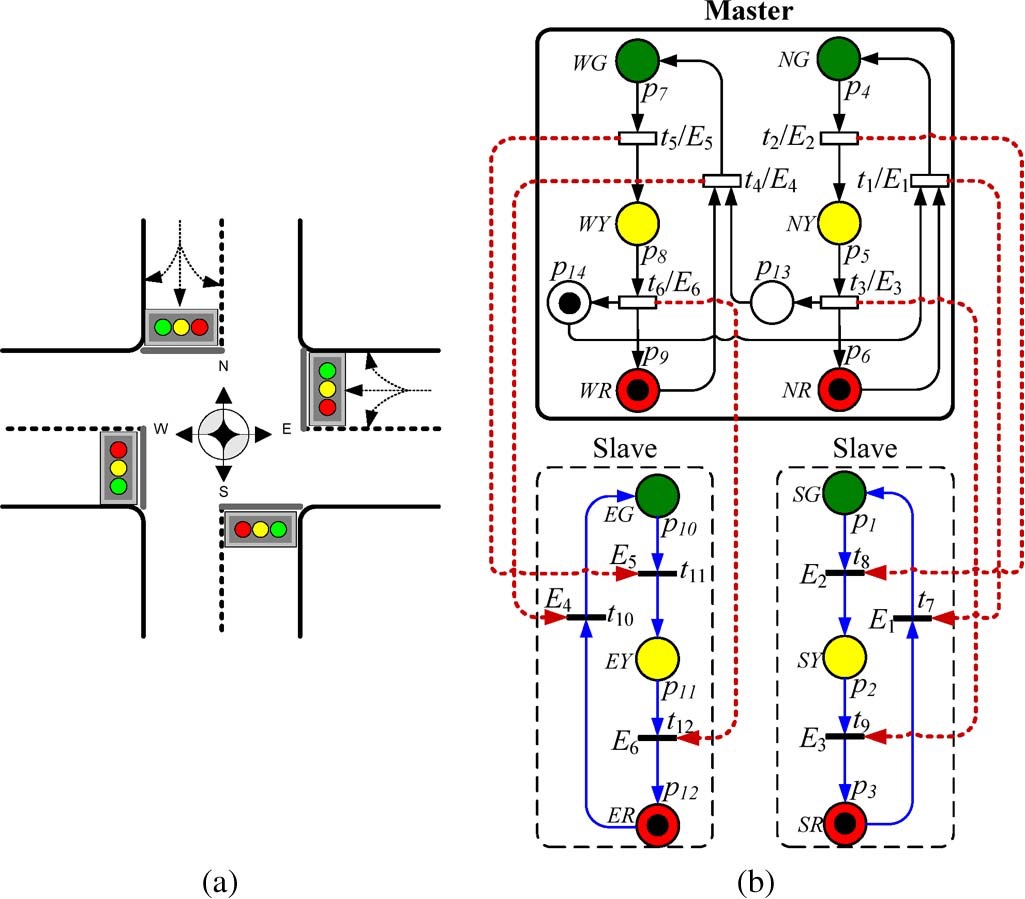 N
W E
S
(a)
Master
WG
p7
NG
p4
t5/E5
t2/E2
t4/E4
t1/E1
WY
p8
NY
p5
p14
t6/E6
p13
t3/E3
p9
WR
p6
NR
Slave
Slave
EG
p10
SG
p1
E5
t11
E2
t8
E4
t10
E1
t7
EY
p11
SY
p2
E6
t12
E3
t9
p12
ER
p3
SR
(b)